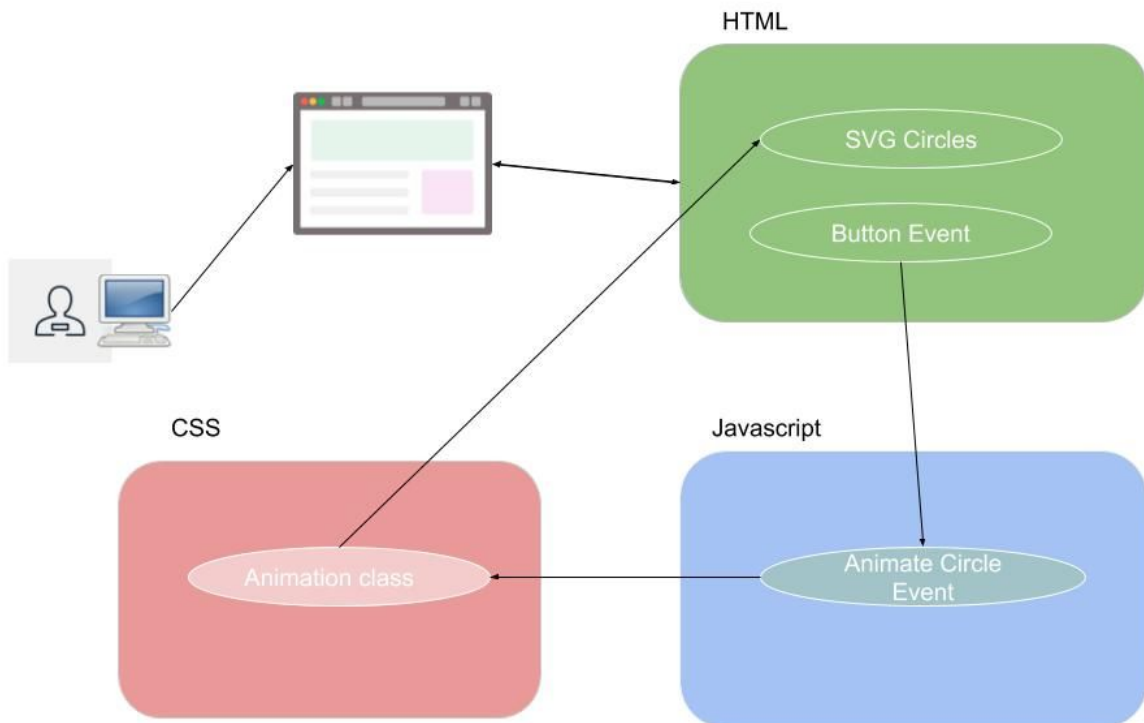 HTML
SVG Circles
Button Event
CSS
Javascript
Animation class
Animate Circle
Event